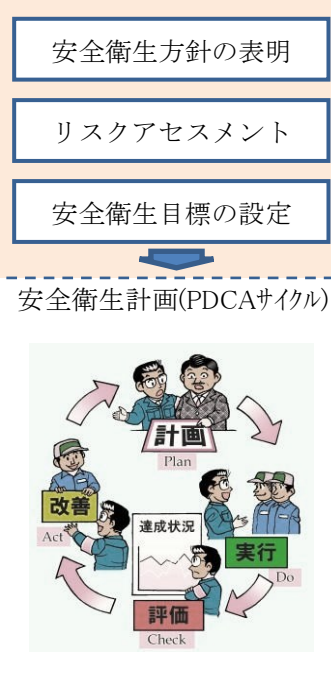 安全衛生方針の表明
リスクアセスメント
安全衛生目標の設定
安全衛生計画(PDCAｻｲｸﾙ)
計画
Plan
改善
Act
達成状況
実行
Do
評価
Check